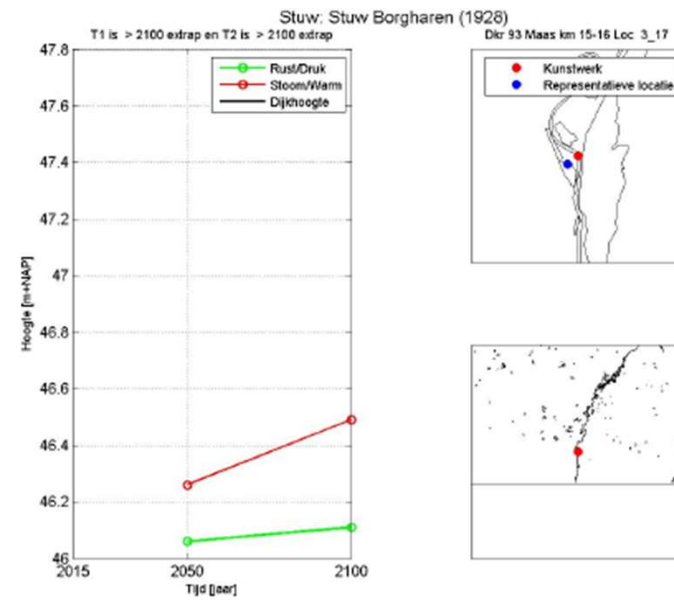 Stuw: Stuw Borgharen (1928)
T1 is > 2100 extrap en T2 is > 2100 extrap
Dkr 93 Maas km 15-16 Loc 3_17
47.8
47.6
47.4
47.2
47
46.8
46.6
46.4
46.2
46
Hoogte [m+NAP]
Rust/Druk
Stoom/Warm
Dijkhoogte
2015
2050
2100
Tijd [jaar]
Kunstwerk
Representatieve locatie